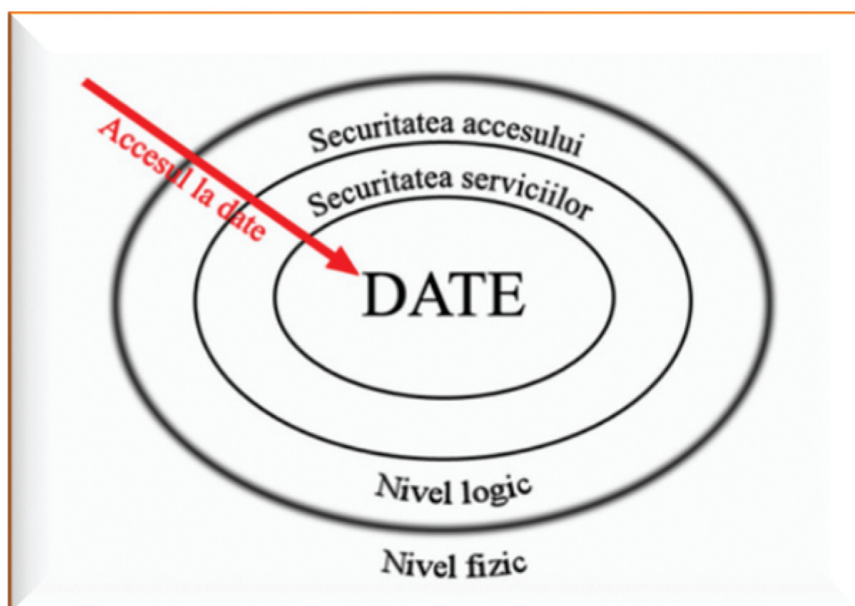 Accesul la date
Securitatea accesului
Securitatea serviciilor
DATE
Nivel logic
Nivel fizic